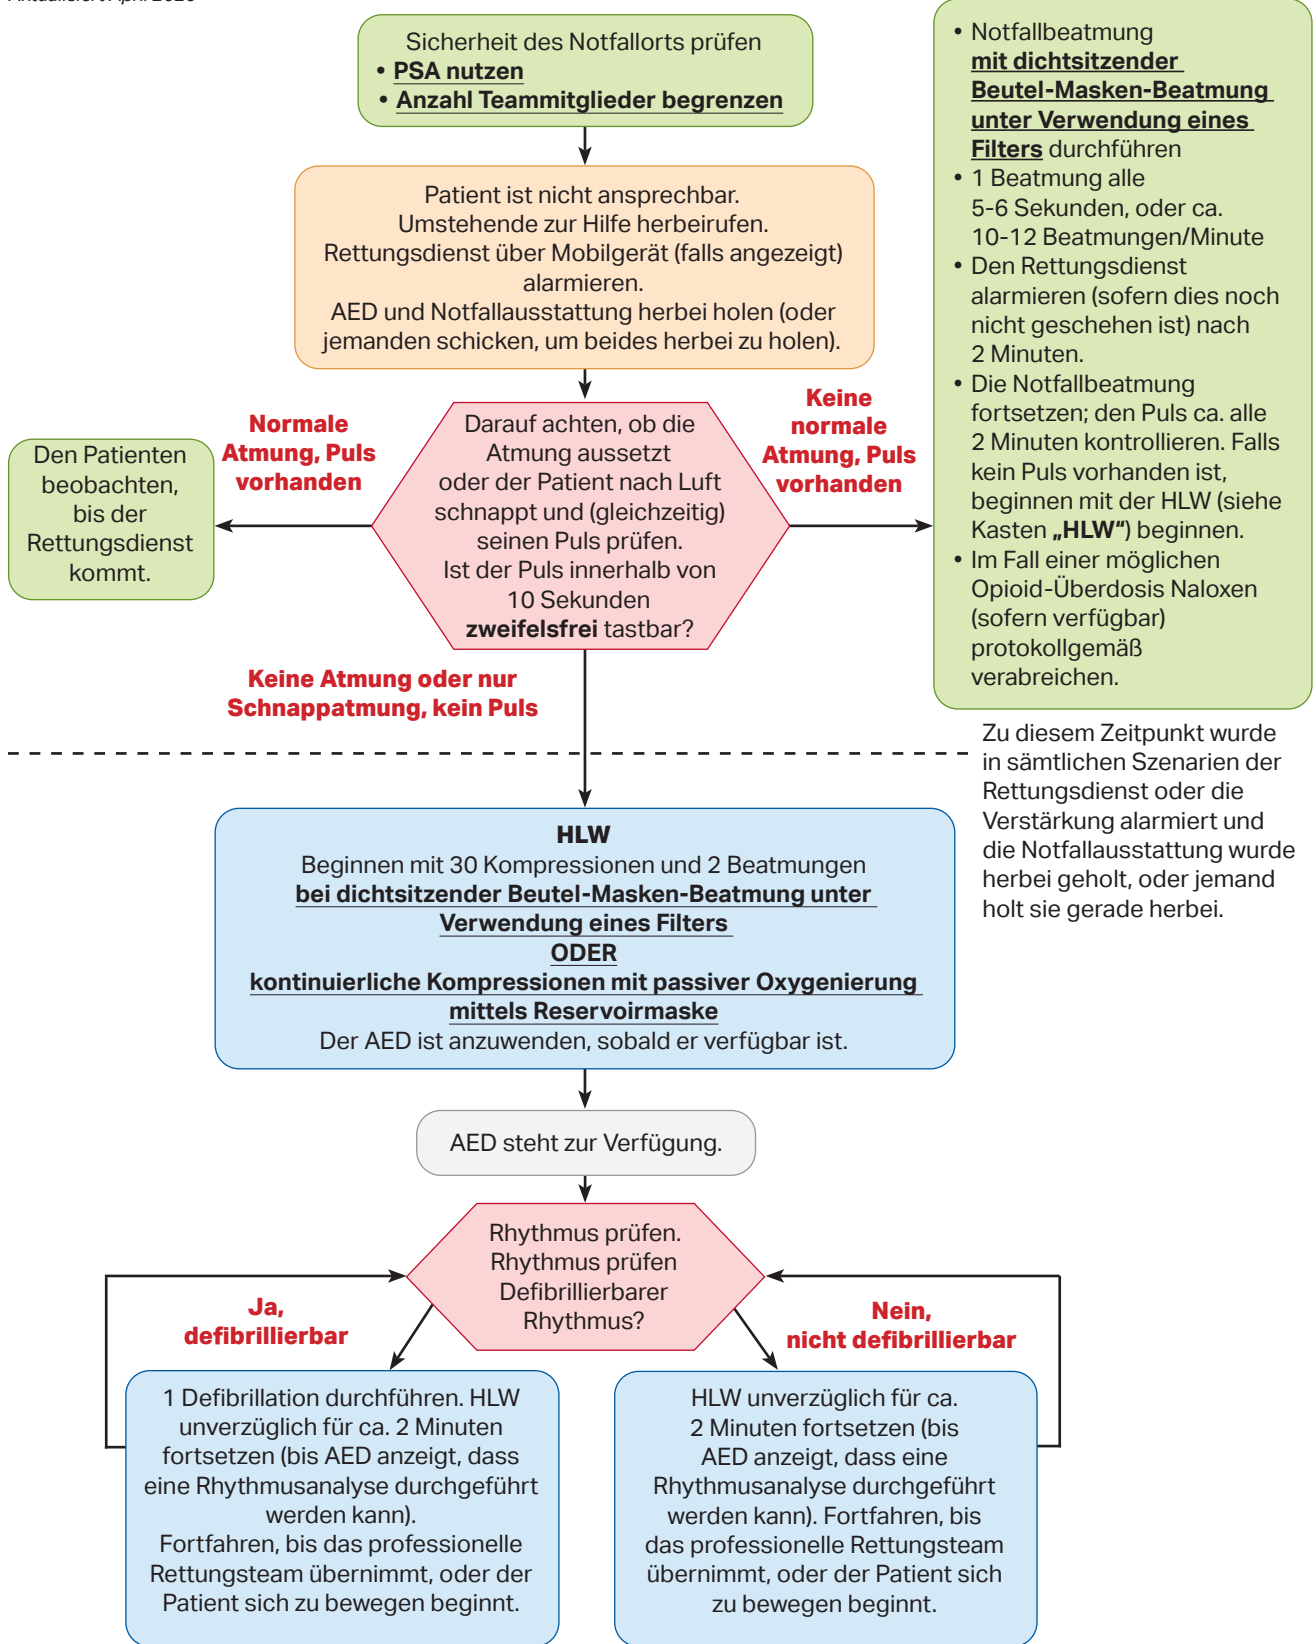 Aktualisiert April 2020
Sicherheit des Notfallorts prüfen
• PSA nutzen
• Anzahl Teammitglieder begrenzen
Patient ist nicht ansprechbar.
Umstehende zur Hilfe herbeirufen.
Rettungsdienst über Mobilgerät (falls angezeigt)
alarmieren.
AED und Notfallausstattung herbei holen (oder
jemanden schicken, um beides herbei zu holen).
Normale
Atmung, Puls
vorhanden
Den Patienten
beobachten,
bis der
Rettungsdienst
kommt.
Darauf achten, ob die
Atmung aussetzt
oder der Patient nach Luft
schnappt und (gleichzeitig)
seinen Puls prüfen.
Ist der Puls innerhalb von
10 Sekunden
zweifelsfrei tastbar?
Keine
normale
Atmung, Puls
vorhanden
• Notfallbeatmung
mit dichtsitzender
Beutel-Masken-Beatmung
unter Verwendung eines
Filters durchführen
• 1 Beatmung alle
5-6 Sekunden, oder ca.
10-12 Beatmungen/Minute
• Den Rettungsdienst
alarmieren (sofern dies noch
nicht geschehen ist) nach
2 Minuten.
• Die Notfallbeatmung
fortsetzen; den Puls ca. alle
2 Minuten kontrollieren. Falls
kein Puls vorhanden ist,
beginnen mit der HLW (siehe
Kasten „HLW“) beginnen.
• Im Fall einer möglichen
Opioid-Überdosis Naloxen
(sofern verfügbar)
protokollgemäß
verabreichen.
Keine Atmung oder nur
Schnappatmung, kein Puls
Zu diesem Zeitpunkt wurde
in sämtlichen Szenarien der
Rettungsdienst oder die
Verstärkung alarmiert und
die Notfallausstattung wurde
herbei geholt, oder jemand
holt sie gerade herbei.
HLW
Beginnen mit 30 Kompressionen und 2 Beatmungen
bei dichtsitzender Beutel-Masken-Beatmung unter
Verwendung eines Filters
ODER
kontinuierliche Kompressionen mit passiver Oxygenierung
mittels Reservoirmaske
Der AED ist anzuwenden, sobald er verfügbar ist.
AED steht zur Verfügung.
Rhythmus prüfen.
Rhythmus prüfen
Defibrillierbarer
Rhythmus?
Ja,
defibrillierbar
Nein,
nicht defibrillierbar
1 Defibrillation durchführen. HLW
unverzüglich für ca. 2 Minuten
fortsetzen (bis AED anzeigt, dass
eine Rhythmusanalyse durchgeführt
werden kann).
Fortfahren, bis das professionelle
Rettungsteam übernimmt, oder der
Patient sich zu bewegen beginnt.
HLW unverzüglich für ca.
2 Minuten fortsetzen (bis
AED anzeigt, dass eine
Rhythmusanalyse durchgeführt
werden kann). Fortfahren, bis
das professionelle Rettungsteam
übernimmt, oder der Patient sich
zu bewegen beginnt.